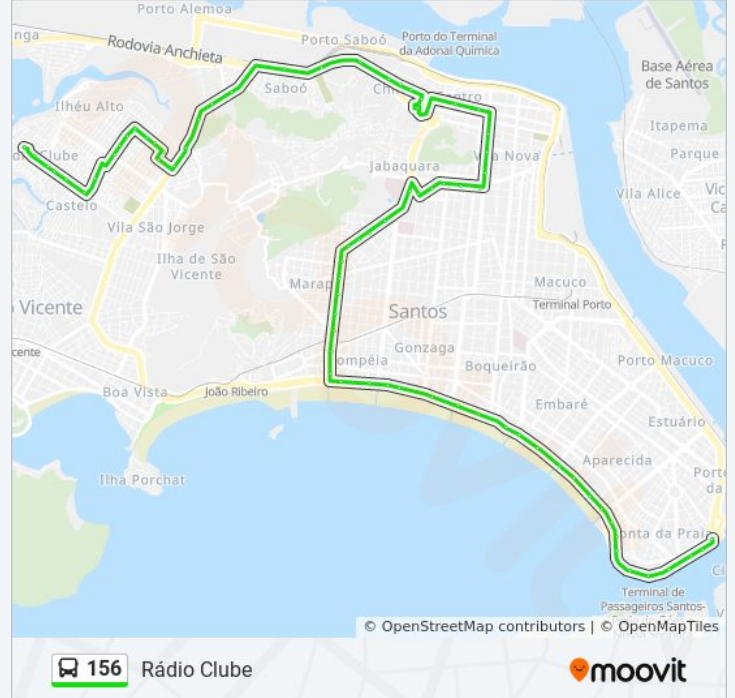 Porto Alemoa
Rodovia Anchieta
Porto Saboó
Porto do Terminal
da Adonai Química
Base Aérea
de Santos
Saboó
Ilhéu Alto
Centro
Itapema
Clube
Jabaquara
Vila Nova
Parque
Castelo
Vila Alice
Vila São Jorge
Ilha de São
Vicente
Macuco
Terminal Porto
Vicente
Santos
Gonzaga
Porto Macuco
Boqueirão
Boa Vista
João Ribeiro
Embaré
Estuário
Aparecida
Ilha Porchat
Ponta da Praia
Terminal de
Passageiros Santos-
© OpenStreetMap contributors | © OpenMapTiles
156 Rádio Clube
moovit